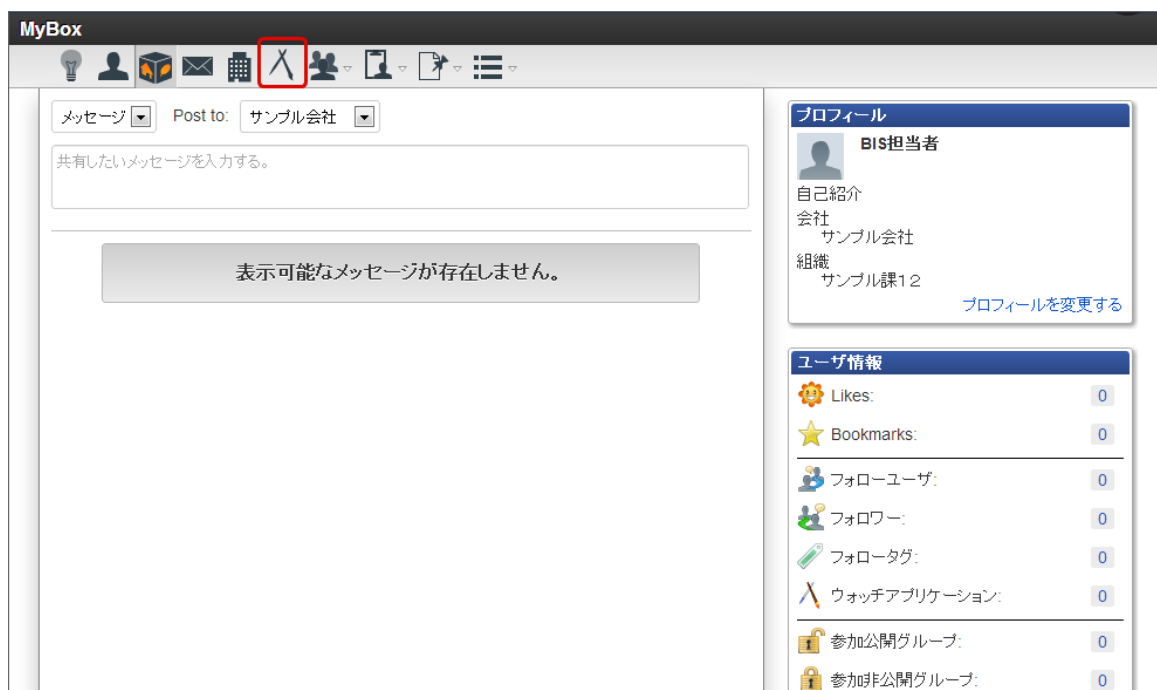 MyBox
メッセージ Post to: サンプル会社
共有したいメッセージを入力する。
表示可能なメッセージが存在しません。
プロフィール
BIS担当者
自己紹介
会社
サンプル会社
組織
サンプル課12
プロフィールを変更する
ユーザ情報
Likes: 0
Bookmarks: 0
フォローユーザ: 0
フォロワー: 0
フォロータグ: 0
ウォッチアプリケーション: 0
参加公開グループ: 0
参加非公開グループ: 0